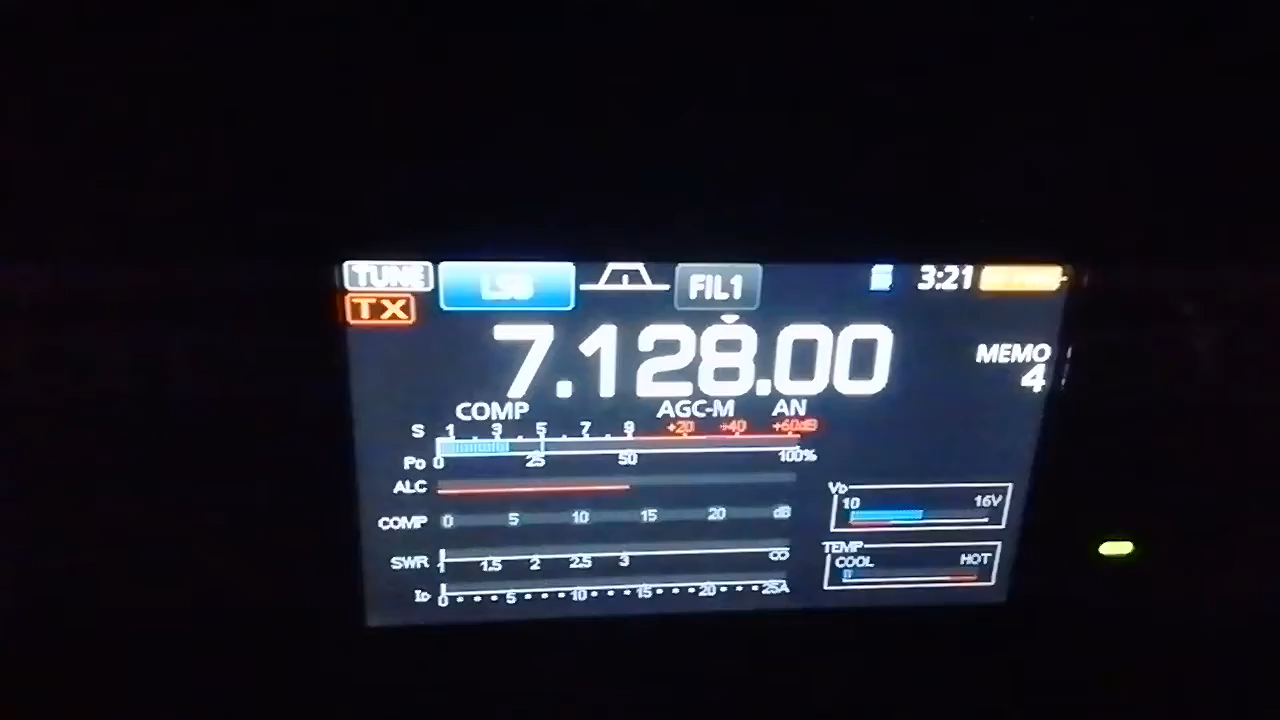 TUNE LSB FIL1 3:21
TX
7.128.00
MEMO
4
COMP AGC-M AN
S 1 3 5 7 9 +20 +40 +60dB
Po 0 25 50 100%
ALC
COMP 0 5 10 15 20 dB
SWR 1 1.5 2 2.5 3 ∞
ID 0 5 10 15 20 25A
VD
10 16V
TEMP
COOL HOT